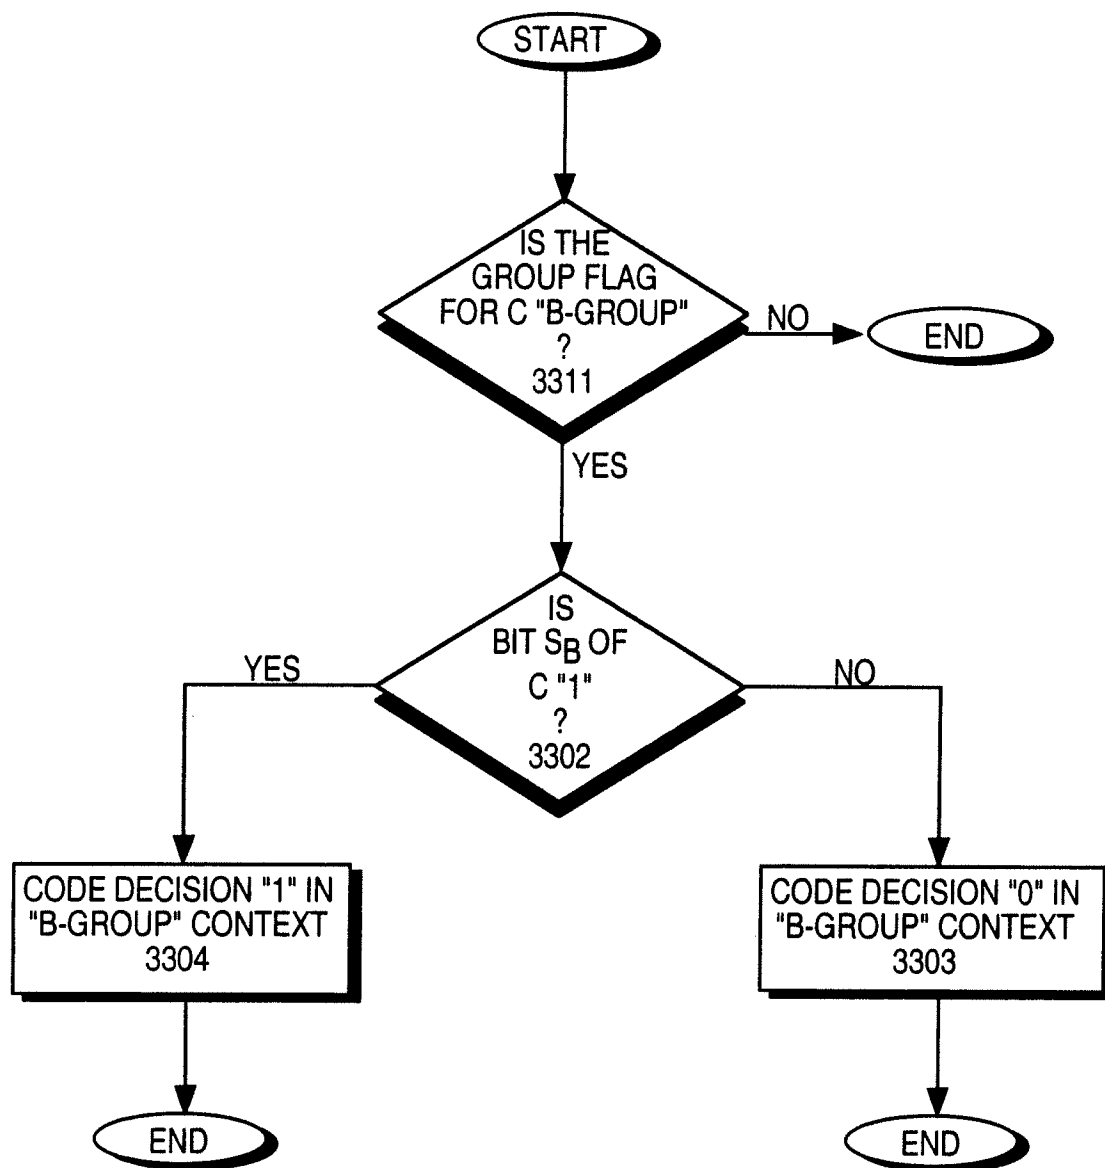 START
IS THE
GROUP FLAG
FOR C "B-GROUP"
?
3311
NO
END
YES
IS
BIT SB OF
C "1"
?
3302
YES
NO
CODE DECISION "1" IN
"B-GROUP" CONTEXT
3304
CODE DECISION "0" IN
"B-GROUP" CONTEXT
3303
END
END